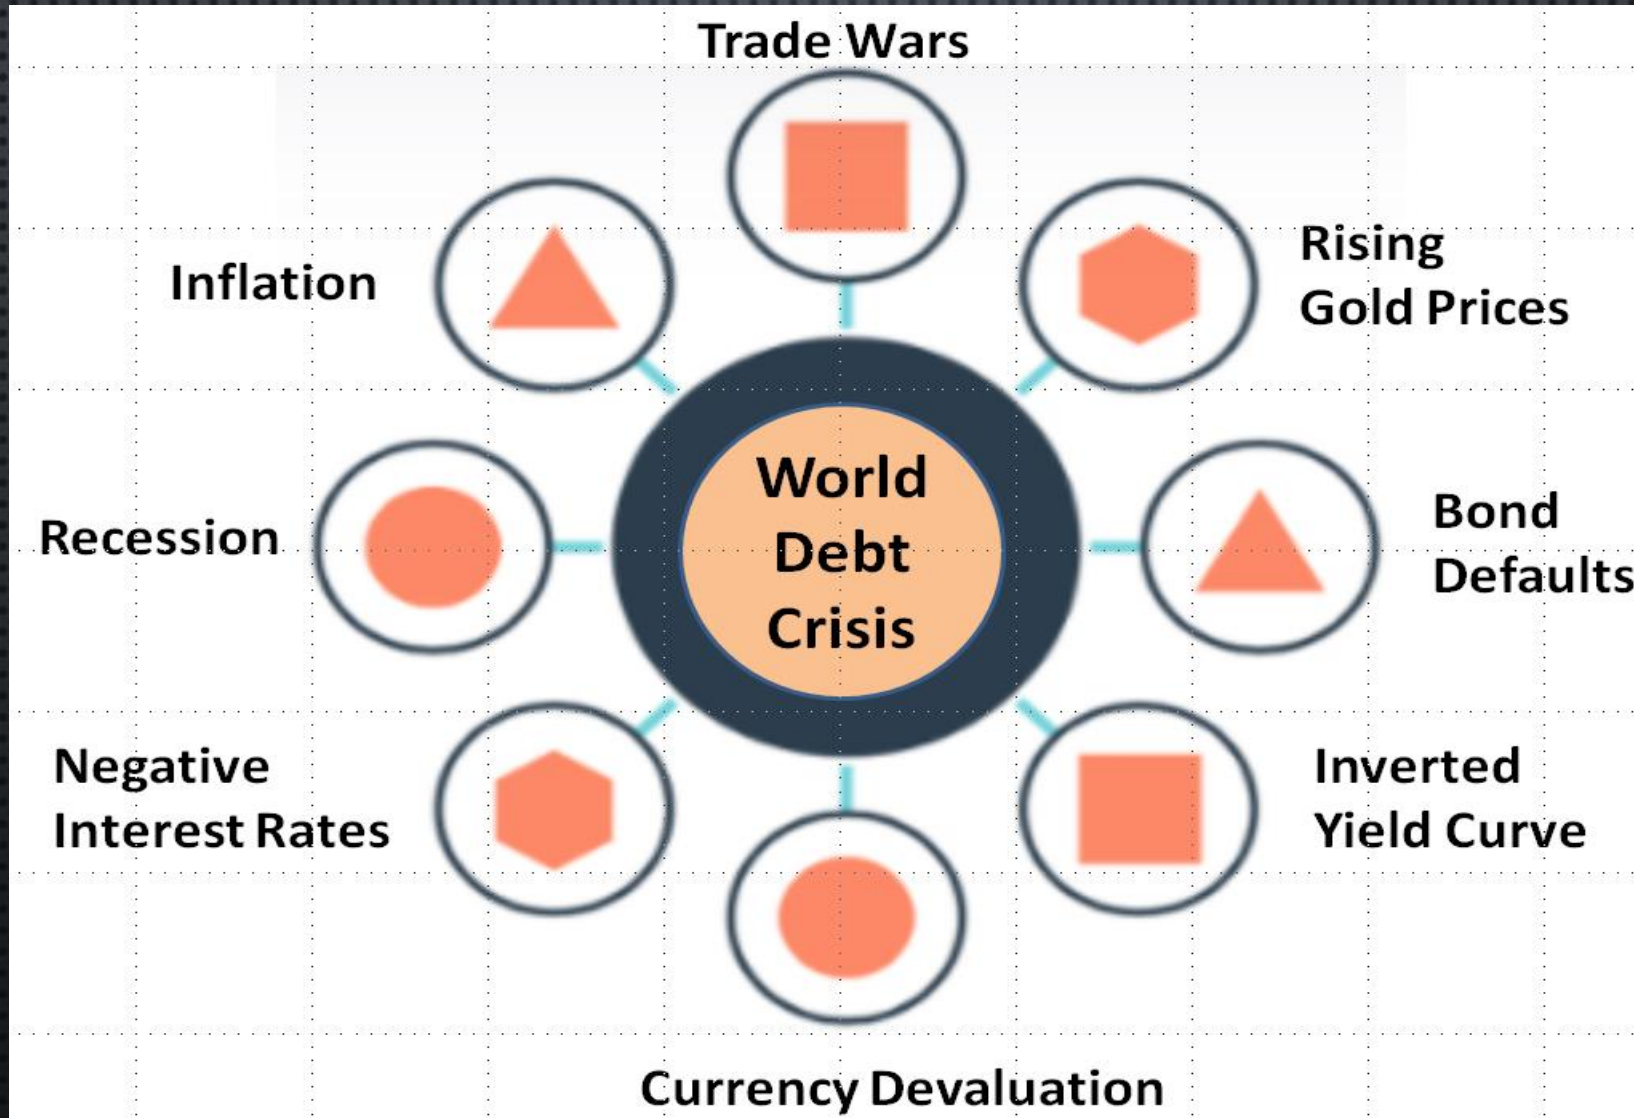 Trade Wars
Inflation
Rising
Gold Prices
Recession
World
Debt
Crisis
Bond
Defaults
Negative
Interest Rates
Inverted
Yield Curve
Currency Devaluation